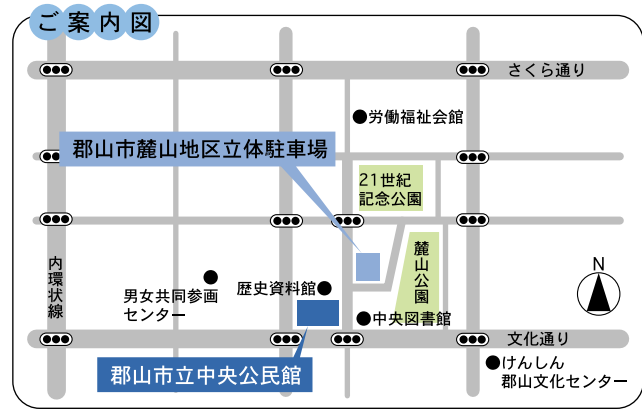 ご案内図
さくら通り
労働福祉会館
郡山市麓山地区立体駐車場
21世紀
記念公園
麓山公園
内環状線
N
男女共同参画
センター
歴史資料館
中央図書館
文化通り
郡山市立中央公民館
けんしん
郡山文化センター